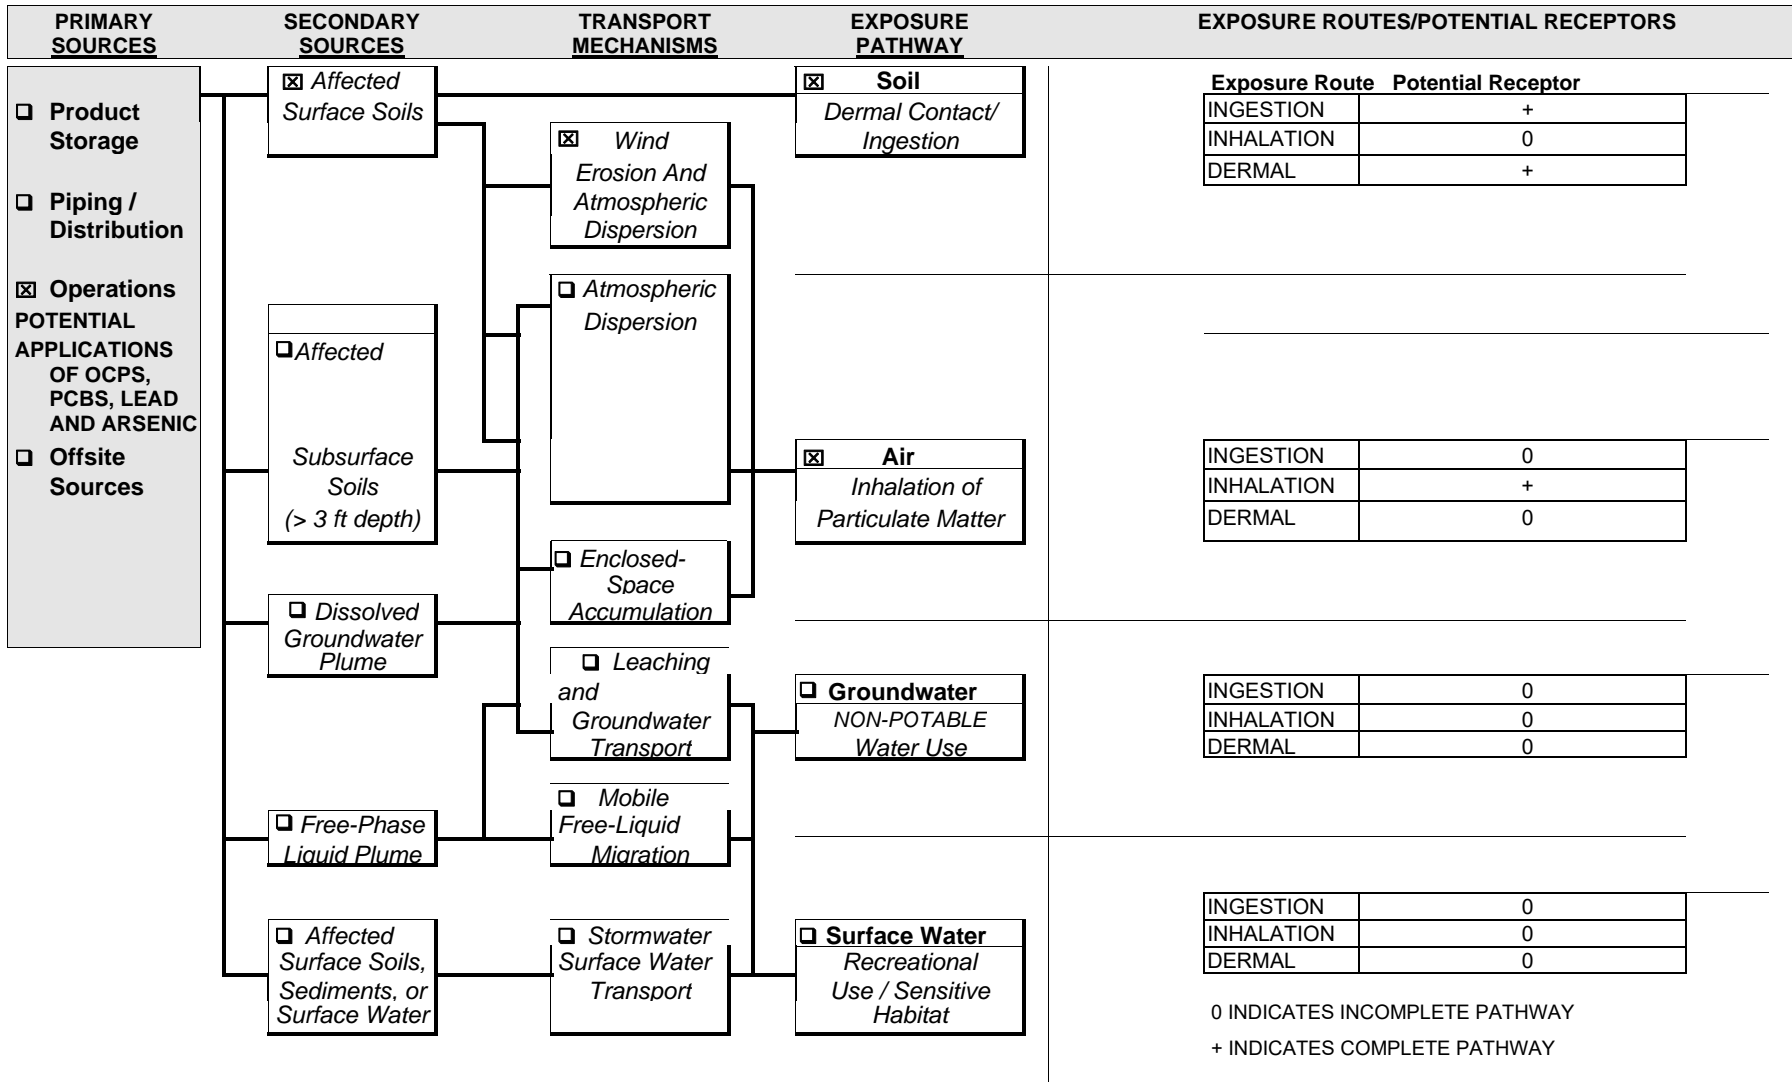 PRIMARY
SOURCES
SECONDARY
SOURCES
TRANSPORT
MECHANISMS
EXPOSURE
PATHWAY
EXPOSURE ROUTES/POTENTIAL RECEPTORS
❑ Product
Storage
❑ Piping /
Distribution
☒ Operations
POTENTIAL
APPLICATIONS
OF OCPS,
PCBS, LEAD
AND ARSENIC
❑ Offsite
Sources
☒ Affected
Surface Soils
❑Affected
Subsurface
Soils
(> 3 ft depth)
❑ Dissolved
Groundwater
Plume
❑ Free-Phase
Liquid Plume
❑ Affected
Surface Soils,
Sediments, or
Surface Water
☒ Wind
Erosion And
Atmospheric
Dispersion
❑ Atmospheric
Dispersion
❑ Enclosed-
Space
Accumulation
❑ Leaching
and
Groundwater
Transport
❑ Mobile
Free-Liquid
Migration
❑ Stormwater
Surface Water
Transport
☒ Soil
Dermal Contact/
Ingestion
☒ Air
Inhalation of
Particulate Matter
❑ Groundwater
NON-POTABLE
Water Use
❑ Surface Water
Recreational
Use / Sensitive
Habitat
Exposure Route Potential Receptor
INGESTION +
INHALATION 0
DERMAL +
INGESTION 0
INHALATION +
DERMAL 0
INGESTION 0
INHALATION 0
DERMAL 0
INGESTION 0
INHALATION 0
DERMAL 0
0 INDICATES INCOMPLETE PATHWAY
+ INDICATES COMPLETE PATHWAY